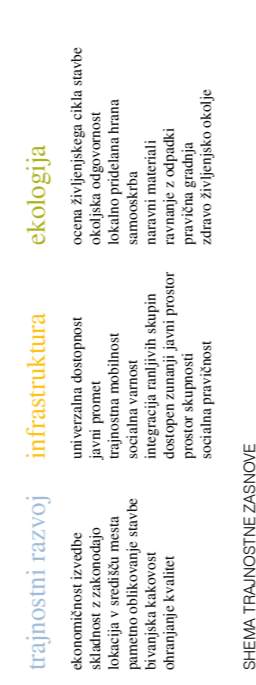 trajnostni razvoj
ekonomičnost izvedbe
skladnost z zakonodajo
lokacija v središču mesta
pametno oblikovanje stavbe
bivanjska kakovost
ohranjanje kvalitet
infrastruktura
univerzalna dostopnost
javni promet
trajnostna mobilnost
socialna varnost
integracija ranljivih skupin
dostopen zunanji javni prostor
prostor skupnosti
socialna pravičnost
ekologija
ocena življenjskega cikla stavbe
okoljska odgovornost
lokalno pridelana hrana
samooskrba
naravni materiali
ravnanje z odpadki
pravična gradnja
zdravo življenjsko okolje
SHEMA TRAJNOSTNE ZASNOVE